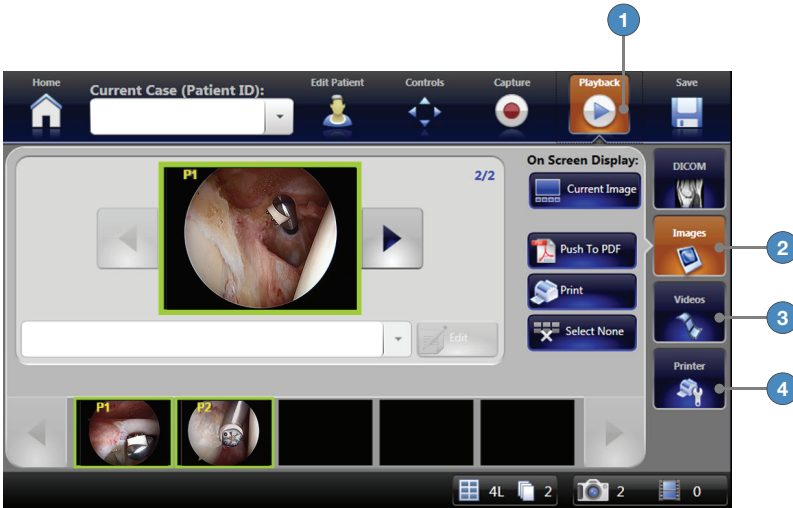 1
Home
Current Case (Patient ID):
Edit Patient
Controls
Capture
Playback
Save
P1
2/2
On Screen Display:
Current Image
Push To PDF
Print
Select None
Edit
DICOM
Images
2
Videos
3
Printer
4
P1
P2
4L
2
2
0